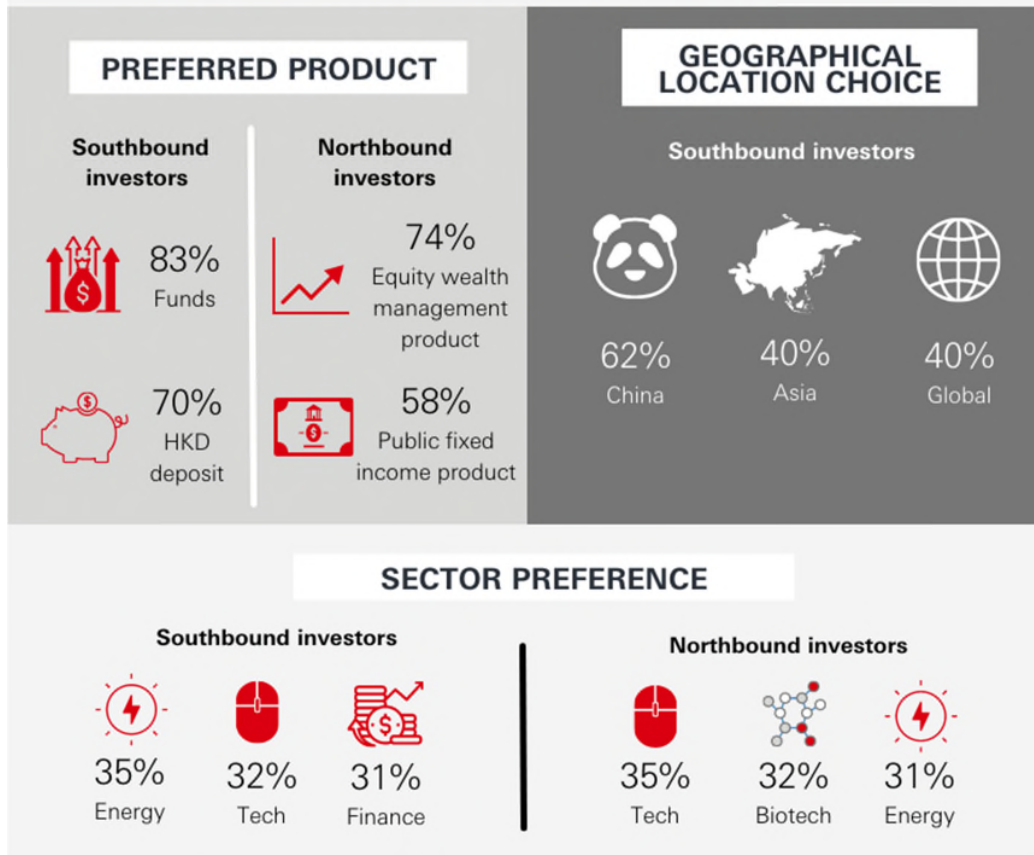 PREFERRED PRODUCT
Southbound
investors
83%
Funds
70%
HKD
deposit
Northbound
investors
74%
Equity wealth
management
product
58%
Public fixed
income product
GEOGRAPHICAL
LOCATION CHOICE
Southbound investors
62%
China
40%
Asia
40%
Global
SECTOR PREFERENCE
Southbound investors
35%
Energy
32%
Tech
31%
Finance
Northbound investors
35%
Tech
32%
Biotech
31%
Energy